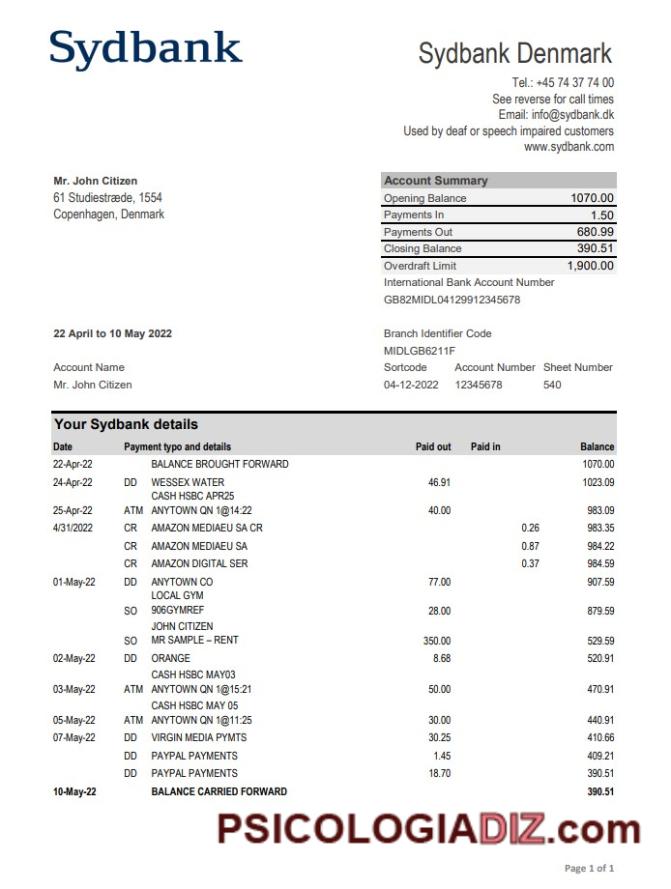 Sydbank
Sydbank Denmark
Tel.: +45 74 37 74 00
See reverse for call times
Email: info@sydbank.dk
Used by deaf or speech impaired customers
www.sydbank.com
Mr. John Citizen
61 Studiestræde, 1554
Copenhagen, Denmark
Account Summary
Opening Balance 1070.00
Payments In 1.50
Payments Out 680.99
Closing Balance 390.51
Overdraft Limit 1,900.00
International Bank Account Number
GB82MIDL04129912345678
22 April to 10 May 2022
Branch Identifier Code
MIDLGB6211F
Account Name
Mr. John Citizen
Sortcode Account Number Sheet Number
04-12-2022 12345678 540
Your Sydbank details
Date Payment typo and details Paid out Paid in Balance
22-Apr-22 BALANCE BROUGHT FORWARD 1070.00
24-Apr-22 DD WESSEX WATER 46.91 1023.09
CASH HSBC APR25
25-Apr-22 ATM ANYTOWN QN 1@14:22 40.00 983.09
4/31/2022 CR AMAZON MEDIAEU SA CR 0.26 983.35
CR AMAZON MEDIAEU SA 0.87 984.22
CR AMAZON DIGITAL SER 0.37 984.59
01-May-22 DD ANYTOWN CO 77.00 907.59
LOCAL GYM
SO 906GYMREF 28.00 879.59
JOHN CITIZEN
SO MR SAMPLE – RENT 350.00 529.59
02-May-22 DD ORANGE 8.68 520.91
CASH HSBC MAY03
03-May-22 ATM ANYTOWN QN 1@15:21 50.00 470.91
CASH HSBC MAY 05
05-May-22 ATM ANYTOWN QN 1@11:25 30.00 440.91
07-May-22 DD VIRGIN MEDIA PYMTS 30.25 410.66
DD PAYPAL PAYMENTS 1.45 409.21
DD PAYPAL PAYMENTS 18.70 390.51
10-May-22 BALANCE CARRIED FORWARD 390.51
PSICOLOGIADIZ.com
Page 1 of 1